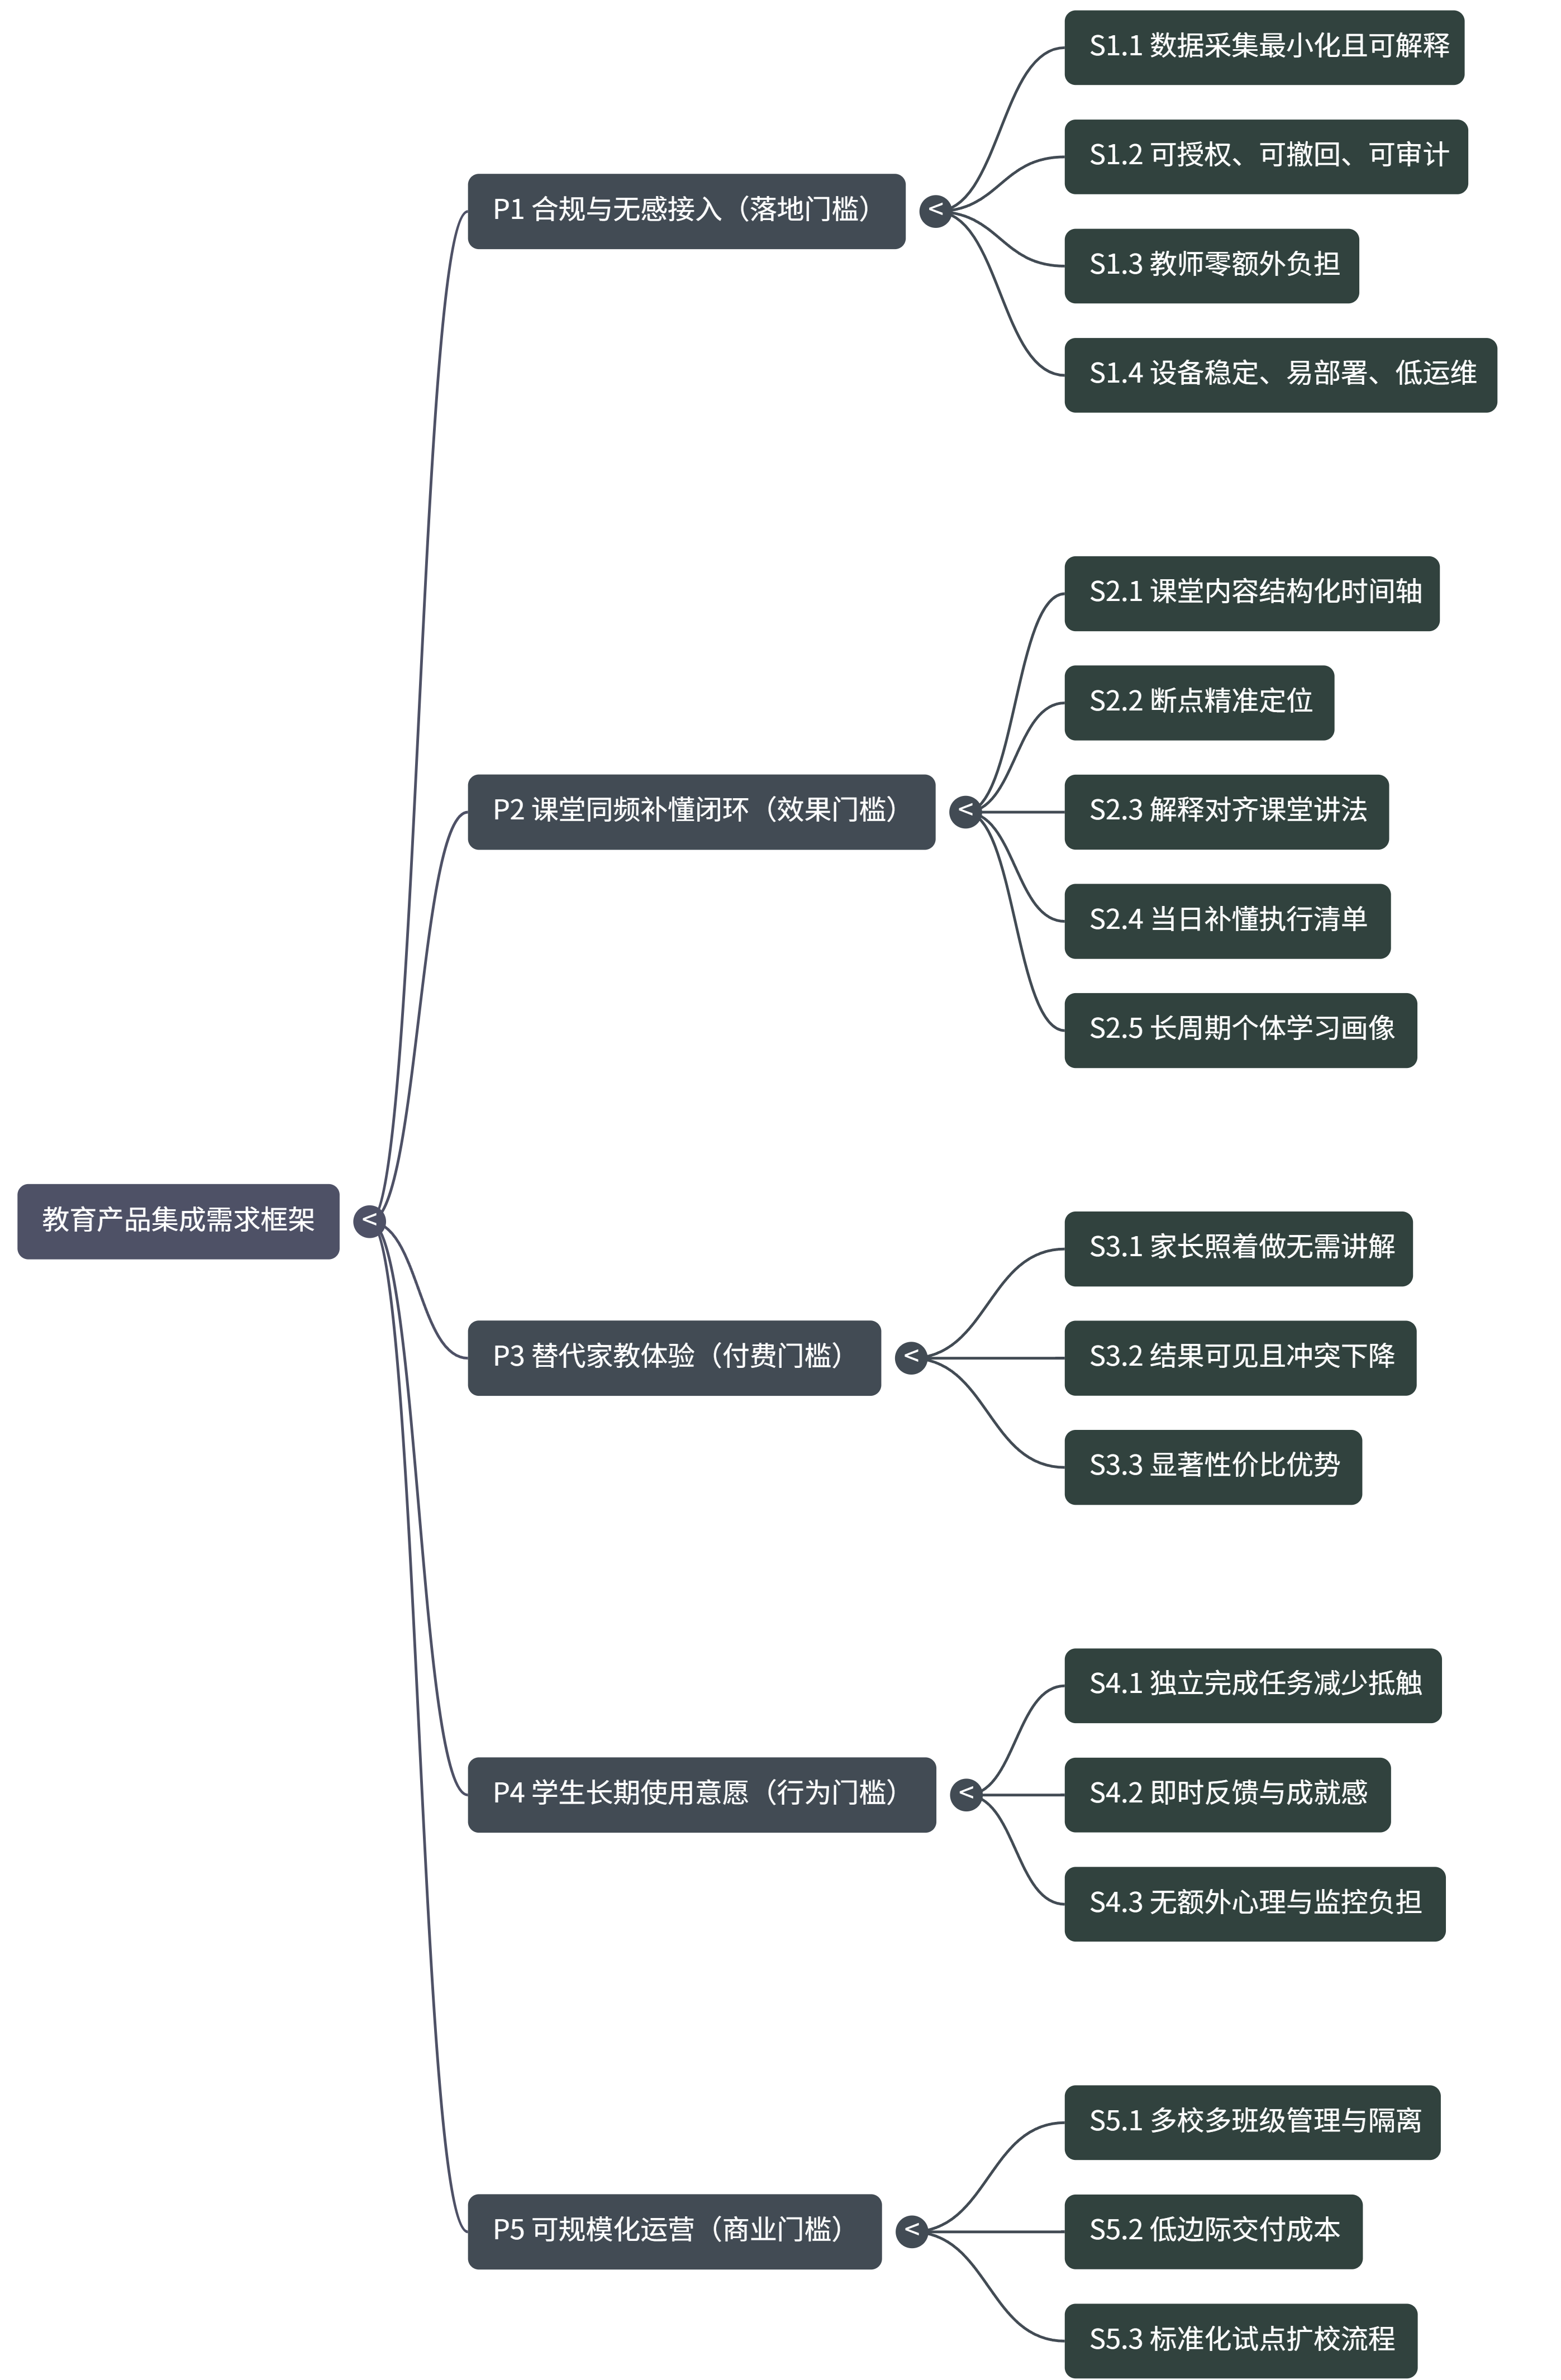 教育产品集成需求框架
P1 合规与无感接入（落地门槛）
S1.1 数据采集最小化且可解释
S1.2 可授权、可撤回、可审计
S1.3 教师零额外负担
S1.4 设备稳定、易部署、低运维
P2 课堂同频补懂闭环（效果门槛）
S2.1 课堂内容结构化时间轴
S2.2 断点精准定位
S2.3 解释对齐课堂讲法
S2.4 当日补懂执行清单
S2.5 长周期个体学习画像
P3 替代家教体验（付费门槛）
S3.1 家长照着做无需讲解
S3.2 结果可见且冲突下降
S3.3 显著性价比优势
P4 学生长期使用意愿（行为门槛）
S4.1 独立完成任务减少抵触
S4.2 即时反馈与成就感
S4.3 无额外心理与监控负担
P5 可规模化运营（商业门槛）
S5.1 多校多班级管理与隔离
S5.2 低边际交付成本
S5.3 标准化试点扩校流程